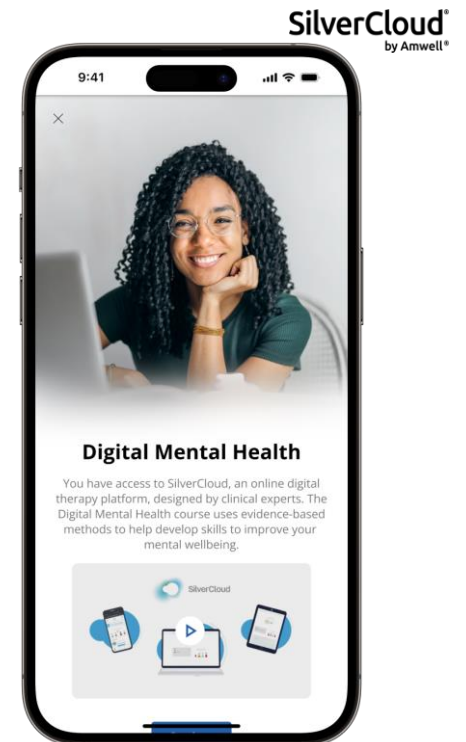 SilverCloud®
by Amwell®
9:41
Digital Mental Health
You have access to SilverCloud, an online digital
therapy platform, designed by clinical experts. The
Digital Mental Health course uses evidence-based
methods to help develop skills to improve your
mental wellbeing.
SilverCloud